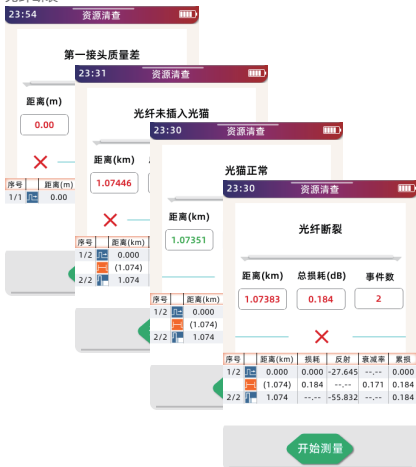 23:54 资源清查
第一接头质量差
距离(m)
0.00
序号 距离(m)
1/1 0.00
23:31 资源清查
光纤未插入光猫
距离(km)
1.07446
序号 距离(km)
1/2 0.000
(1.074)
2/2 1.074
23:30 资源清查
光猫正常
距离(km)
1.07351
序号 距离(km)
1/2 0.000
(1.074)
2/2 1.074
23:30 资源清查
光纤断裂
距离(km) 总损耗(dB) 事件数
1.07383 0.184 2
序号 距离(km) 损耗 反射 衰减率 累损
1/2 0.000 0.000 -27.645 --.-- 0.000
(1.074) 0.184 --.-- 0.171 0.184
2/2 1.074 --.-- -55.832 --.-- 0.184
开始测量